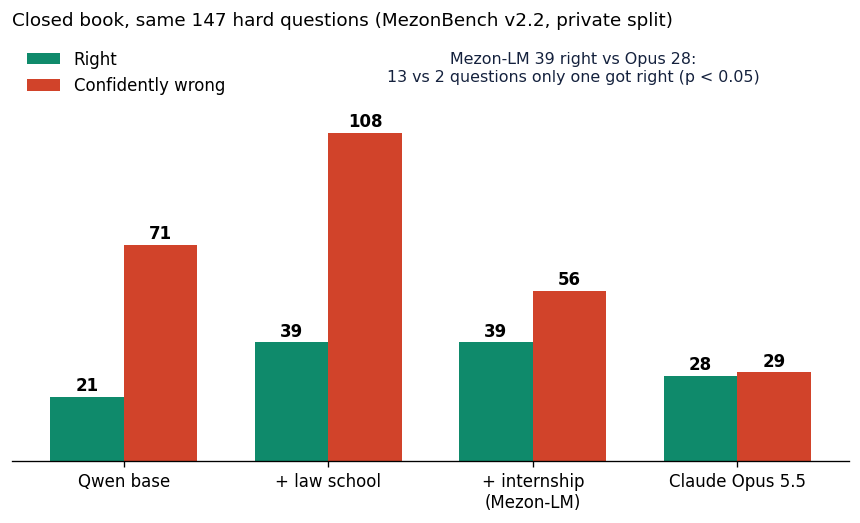 Closed book, same 147 hard questions (MezonBench v2.2, private split)
Right
Confidently wrong
Mezon-LM 39 right vs Opus 28:
13 vs 2 questions only one got right (p < 0.05)
21
71
39
108
39
56
28
29
Qwen base
+ law school
+ internship
(Mezon-LM)
Claude Opus 5.5